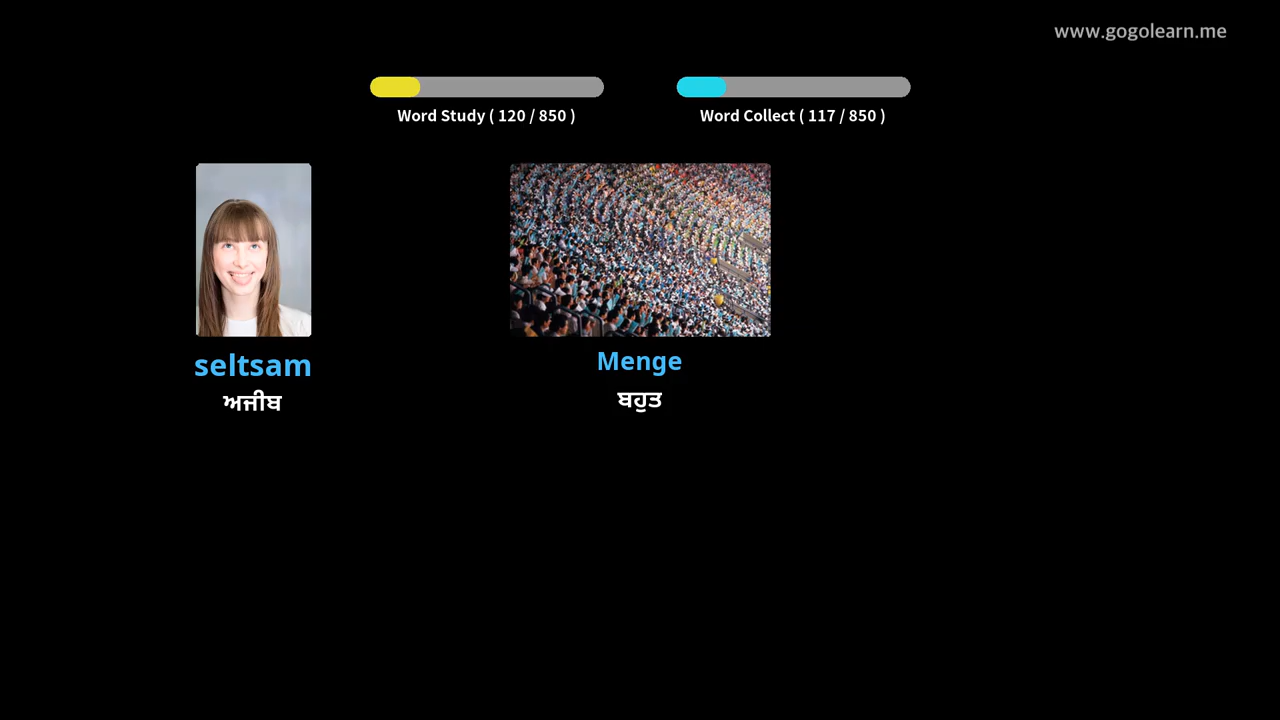 www.gogolearn.me
Word Study ( 120 / 850 )
Word Collect ( 117 / 850 )
seltsam
ਅਜੀਬ
Menge
ਬਹੁਤ